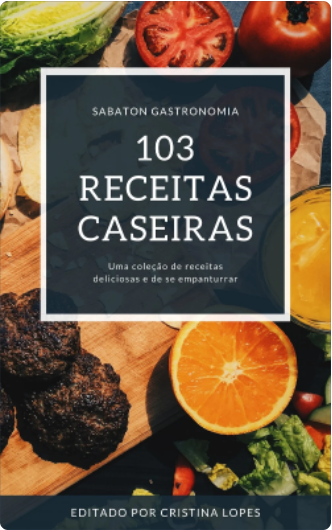 SABATON GASTRONOMIA
103
RECEITAS
CASEIRAS
Uma coleção de receitas
deliciosas e de se empanturrar
EDITADO POR CRISTINA LOPES